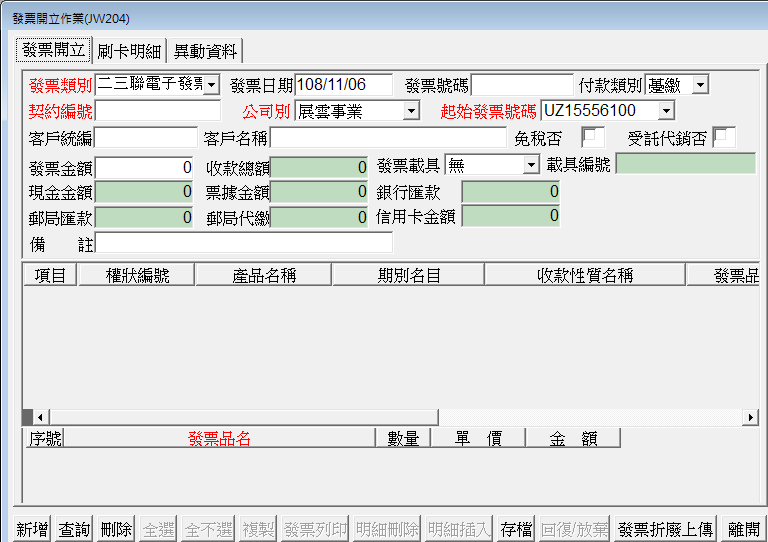 發票開立作業(JW204)
發票開立 刷卡明細 異動資料
發票類別 二三聯電子發票 發票日期 108/11/06 發票號碼 付款類別 躉繳
契約編號 公司別 展雲事業 起始發票號碼 UZ15556100
客戶統編 客戶名稱 免稅否 受託代銷否
發票金額 0 收款總額 0 發票載具 無 載具編號
現金金額 0 票據金額 0 銀行匯款 0
郵局匯款 0 郵局代繳 0 信用卡金額 0
備 註
項目 權狀編號 產品名稱 期別名目 收款性質名稱 發票品
序號 發票品名 數量 單 價 金 額
新增 查詢 刪除 全選 全不選 複製 發票列印 明細刪除 明細插入 存檔 回復/放棄 發票折廢上傳 離開